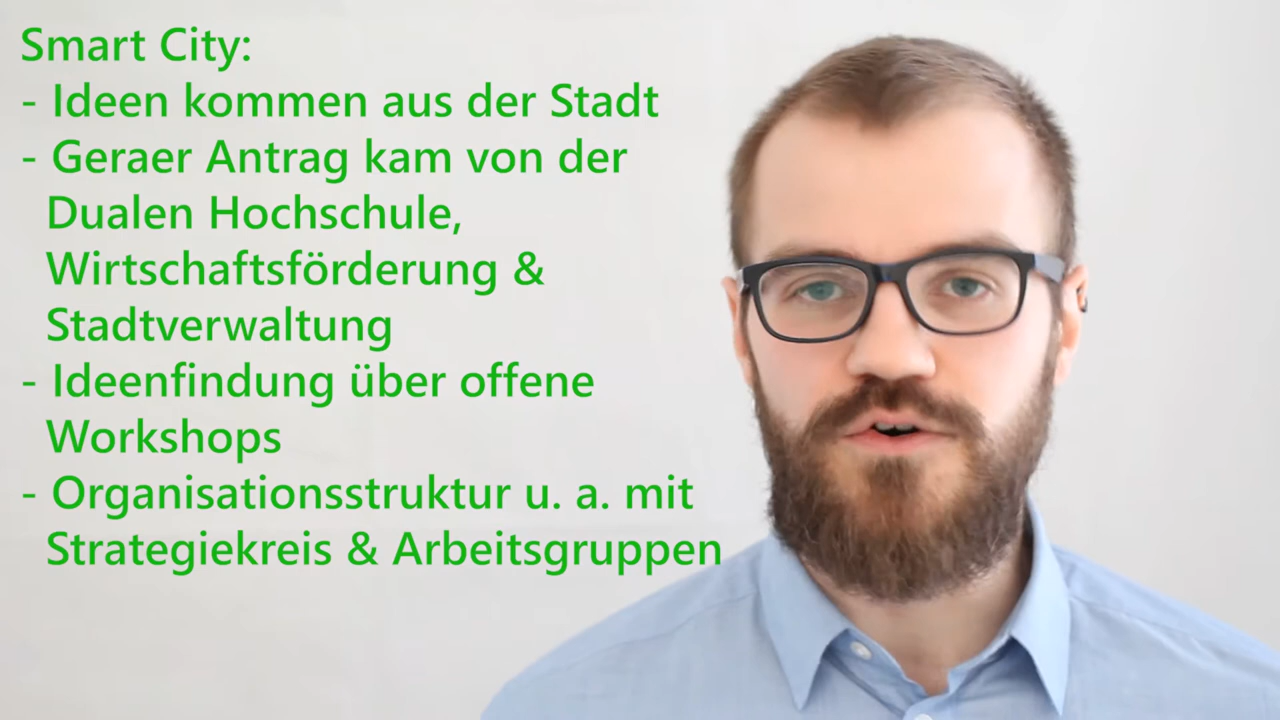 Smart City:
- Ideen kommen aus der Stadt
- Geraer Antrag kam von der
Dualen Hochschule,
Wirtschaftsförderung &
Stadtverwaltung
- Ideenfindung über offene
Workshops
- Organisationsstruktur u. a. mit
Strategiekreis & Arbeitsgruppen